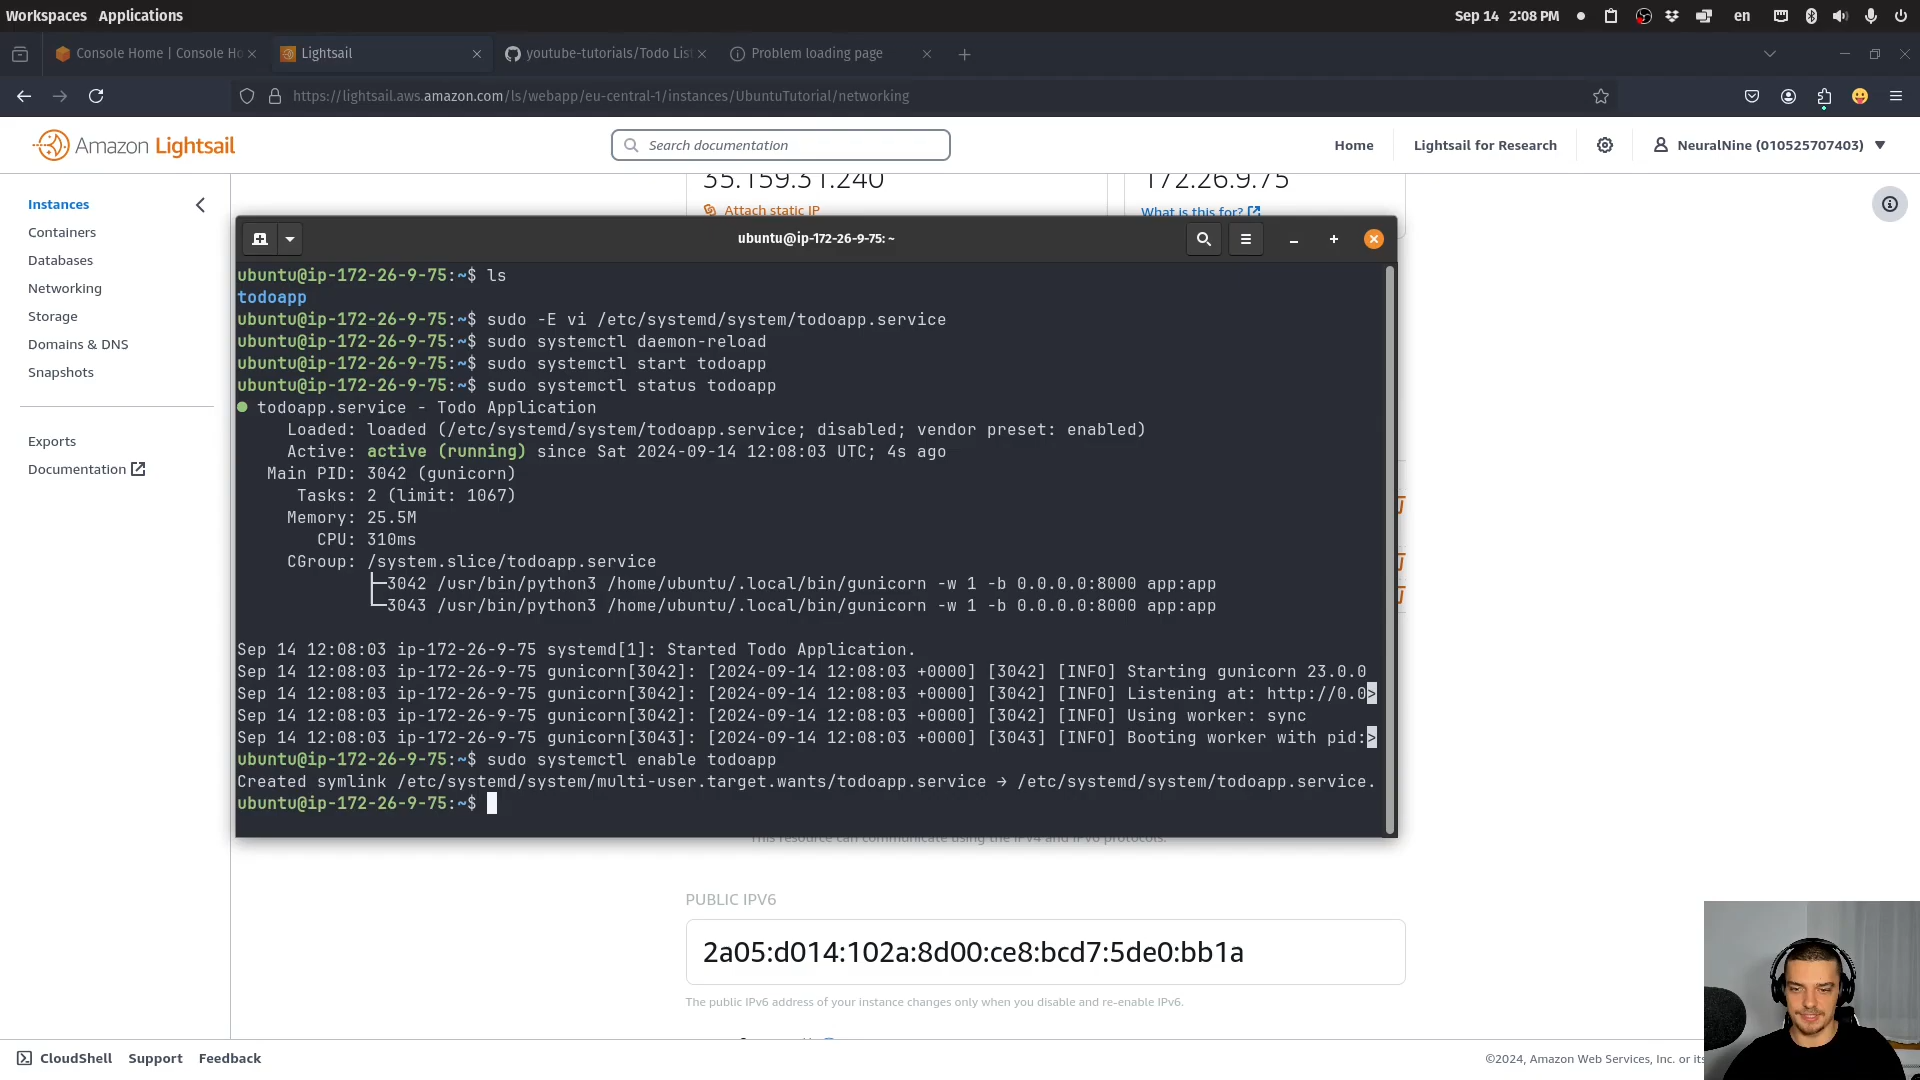 Workspaces Applications
Sep 14 2:08 PM
en
Console Home | Console Ho
Lightsail
youtube-tutorials/Todo List
Problem loading page
https://lightsail.aws.amazon.com/ls/webapp/eu-central-1/instances/UbuntuTutorial/networking
Amazon Lightsail
Search documentation
Home
Lightsail for Research
NeuralNine (010525707403)
Instances
Containers
Databases
Networking
Storage
Domains & DNS
Snapshots
Exports
Documentation
35.159.31.240
172.26.9.75
Attach static IP
What is this for?
ubuntu@ip-172-26-9-75: ~
ubuntu@ip-172-26-9-75:~$ ls
todoapp
ubuntu@ip-172-26-9-75:~$ sudo -E vi /etc/systemd/system/todoapp.service
ubuntu@ip-172-26-9-75:~$ sudo systemctl daemon-reload
ubuntu@ip-172-26-9-75:~$ sudo systemctl start todoapp
ubuntu@ip-172-26-9-75:~$ sudo systemctl status todoapp
● todoapp.service - Todo Application
Loaded: loaded (/etc/systemd/system/todoapp.service; disabled; vendor preset: enabled)
Active: active (running) since Sat 2024-09-14 12:08:03 UTC; 4s ago
Main PID: 3042 (gunicorn)
Tasks: 2 (limit: 1067)
Memory: 25.5M
CPU: 310ms
CGroup: /system.slice/todoapp.service
├─3042 /usr/bin/python3 /home/ubuntu/.local/bin/gunicorn -w 1 -b 0.0.0.0:8000 app:app
└─3043 /usr/bin/python3 /home/ubuntu/.local/bin/gunicorn -w 1 -b 0.0.0.0:8000 app:app
Sep 14 12:08:03 ip-172-26-9-75 systemd[1]: Started Todo Application.
Sep 14 12:08:03 ip-172-26-9-75 gunicorn[3042]: [2024-09-14 12:08:03 +0000] [3042] [INFO] Starting gunicorn 23.0.0
Sep 14 12:08:03 ip-172-26-9-75 gunicorn[3042]: [2024-09-14 12:08:03 +0000] [3042] [INFO] Listening at: http://0.0>
Sep 14 12:08:03 ip-172-26-9-75 gunicorn[3042]: [2024-09-14 12:08:03 +0000] [3042] [INFO] Using worker: sync
Sep 14 12:08:03 ip-172-26-9-75 gunicorn[3043]: [2024-09-14 12:08:03 +0000] [3043] [INFO] Booting worker with pid:>
ubuntu@ip-172-26-9-75:~$ sudo systemctl enable todoapp
Created symlink /etc/systemd/system/multi-user.target.wants/todoapp.service → /etc/systemd/system/todoapp.service.
ubuntu@ip-172-26-9-75:~$
This resource can communicate using the IPv4 and IPv6 protocols.
PUBLIC IPV6
2a05:d014:102a:8d00:ce8:bcd7:5de0:bb1a
The public IPv6 address of your instance changes only when you disable and re-enable IPv6.
CloudShell Support Feedback
©2024, Amazon Web Services, Inc. or its